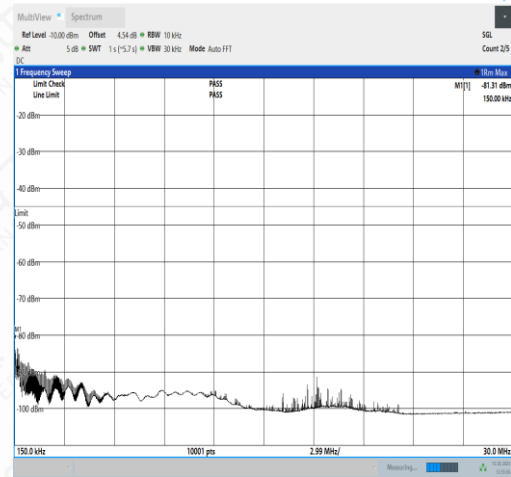 MultiView Spectrum
Ref Level -10.00 dBm Offset 4.54 dB RBW 10 kHz SGL
Att 5 dB SWT 1 s (~5.7 s) VBW 30 kHz Mode Auto FFT Count 2/5
DC
1 Frequency Sweep 1Rm Max
Limit Check PASS M1[1] -81.31 dBm
Line Limit PASS 150.00 kHz
-20 dBm
-30 dBm
-40 dBm
Limit
-50 dBm
-60 dBm
-70 dBm
M1
-80 dBm
-90 dBm
-100 dBm
150.0 kHz 10001 pts 2.99 MHz/ 30.0 MHz
Measuring...